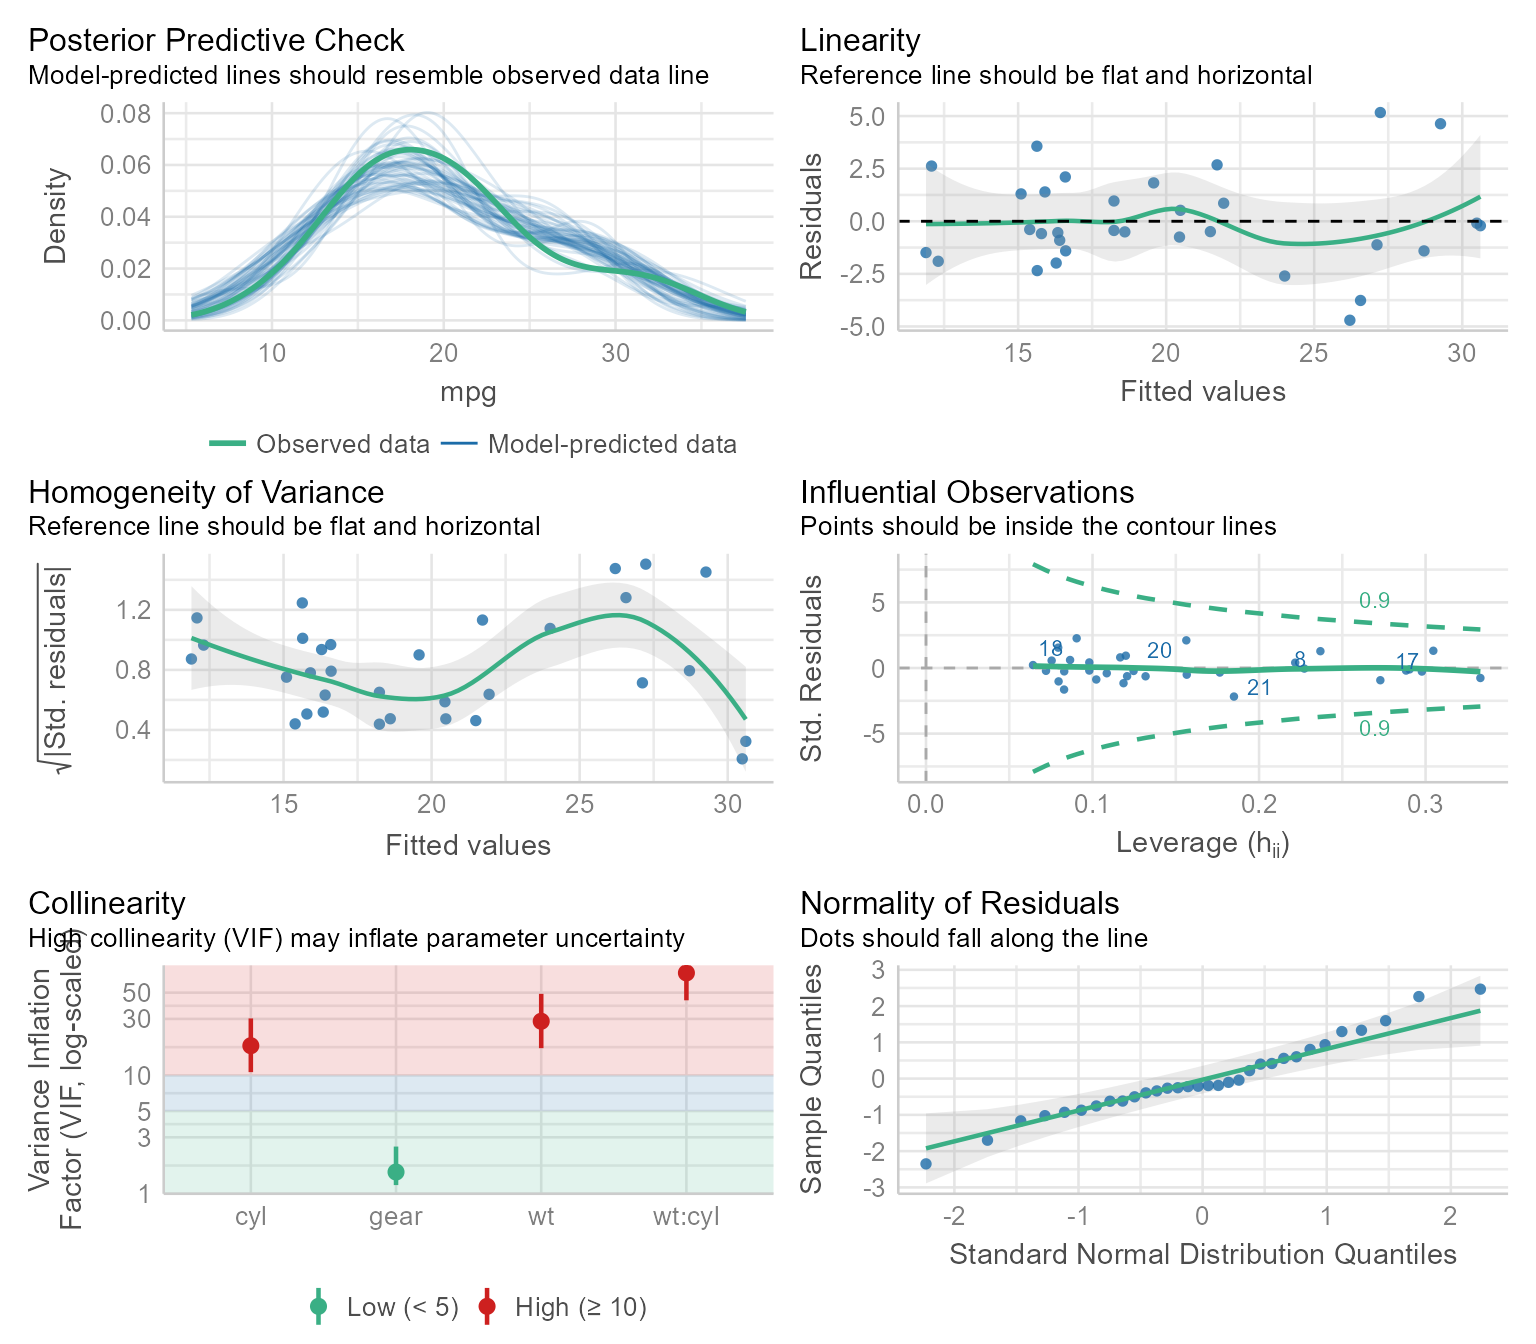 Posterior Predictive Check
Model-predicted lines should resemble observed data line
0.08
0.06
0.04
0.02
0.00
Density
10
20
30
mpg
Observed data
Model-predicted data
Linearity
Reference line should be flat and horizontal
5.0
2.5
0.0
-2.5
-5.0
Residuals
15
20
25
30
Fitted values
Homogeneity of Variance
Reference line should be flat and horizontal
1.2
0.8
0.4
√|Std. residuals|
15
20
25
30
Fitted values
Influential Observations
Points should be inside the contour lines
5
0
-5
Std. Residuals
0.9
18
20
8
17
21
0.9
0.0
0.1
0.2
0.3
Leverage (hii)
Collinearity
High collinearity (VIF) may inflate parameter uncertainty
Variance Inflation
Factor (VIF, log-scaled)
50
30
10
5
3
1
cyl
gear
wt
wt:cyl
Low (< 5)
High (≥ 10)
Normality of Residuals
Dots should fall along the line
3
2
1
0
-1
-2
-3
Sample Quantiles
-2
-1
0
1
2
Standard Normal Distribution Quantiles